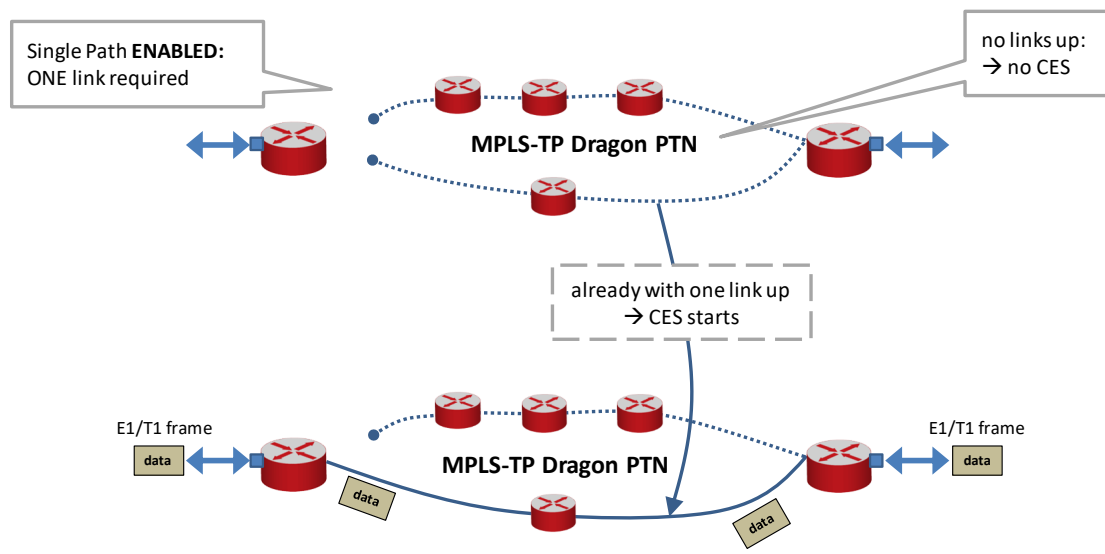 Single Path ENABLED:
ONE link required
no links up:
→ no CES
MPLS-TP Dragon PTN
already with one link up
→ CES starts
E1/T1 frame
data
MPLS-TP Dragon PTN
data
data
E1/T1 frame
data